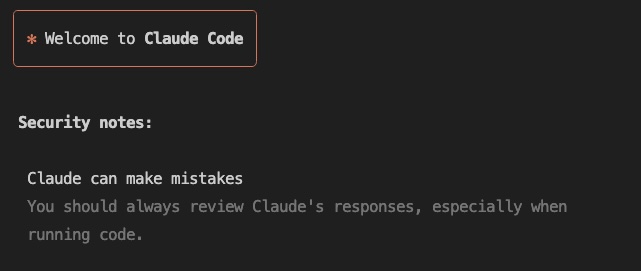 * Welcome to Claude Code
Security notes:
Claude can make mistakes
You should always review Claude's responses, especially when
running code.